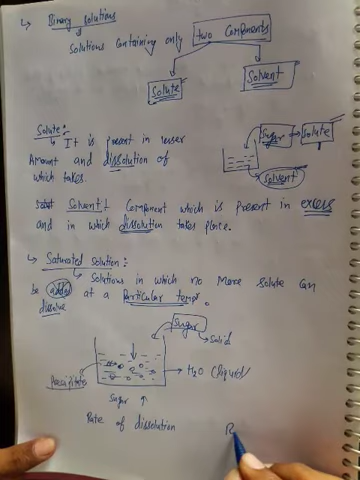 ↳ Binary solutions
↳ Solutions containing only two Components
Solute
Solvent
Solute:-
↳ It is present in lesser
Amount and dissolution of
which takes.
Sugar → Solute
Solvent
Solvent:- Component which is present in excess
and in which dissolution takes place.
↳ Saturated solution:-
↳ Solutions in which no More solute can
be added at a particular temp.
dissolve
Sugar
→ Solid
Precipitates
→ H2O (liquid)
Sugar ↑
Rate of dissolution
R